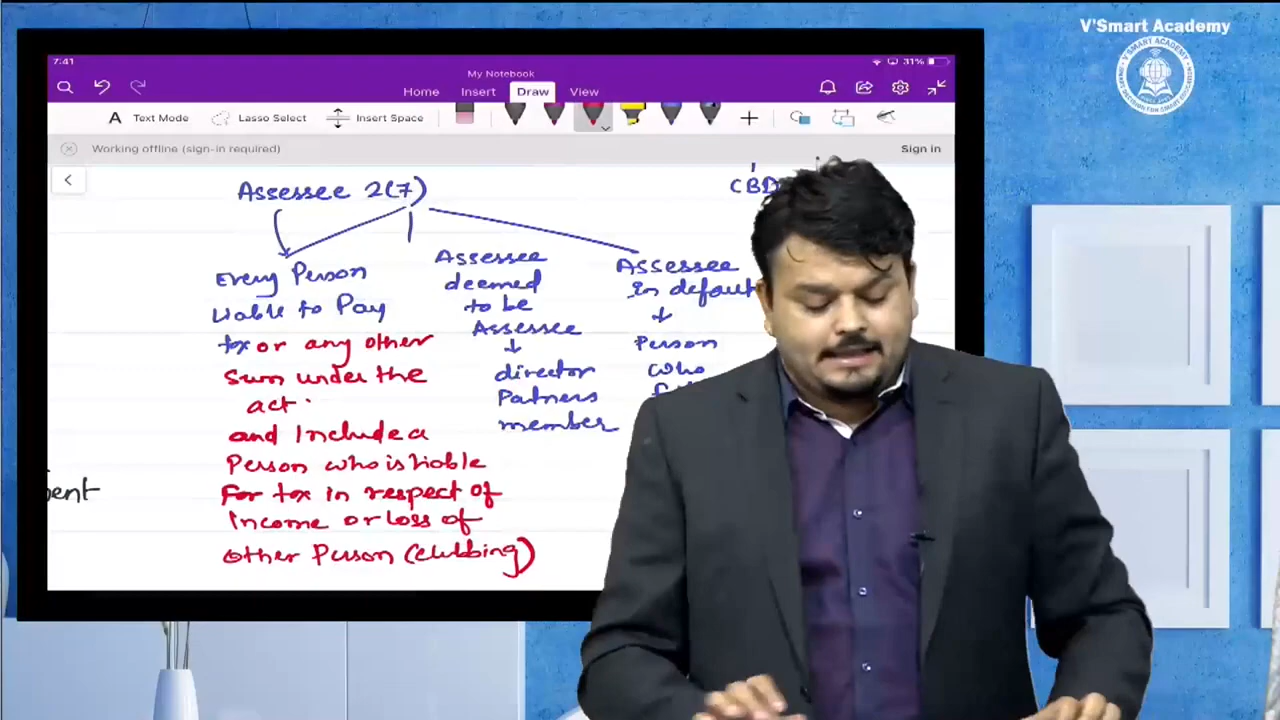 V'Smart Academy
7:41
31%
My Notebook
Home Insert Draw View
Text Mode Lasso Select Insert Space
Working offline (sign-in required)
Sign in
Assessee 2(7)
CBD
Every Person
Liable to Pay
tax or any other
sum under the
act
and Include a
Person who is liable
For tax in respect of
Income or loss of
other Person (clubbing)
Assessee
deemed
to be
Assessee
director
Partners
member
Assessee
in default
Person
who